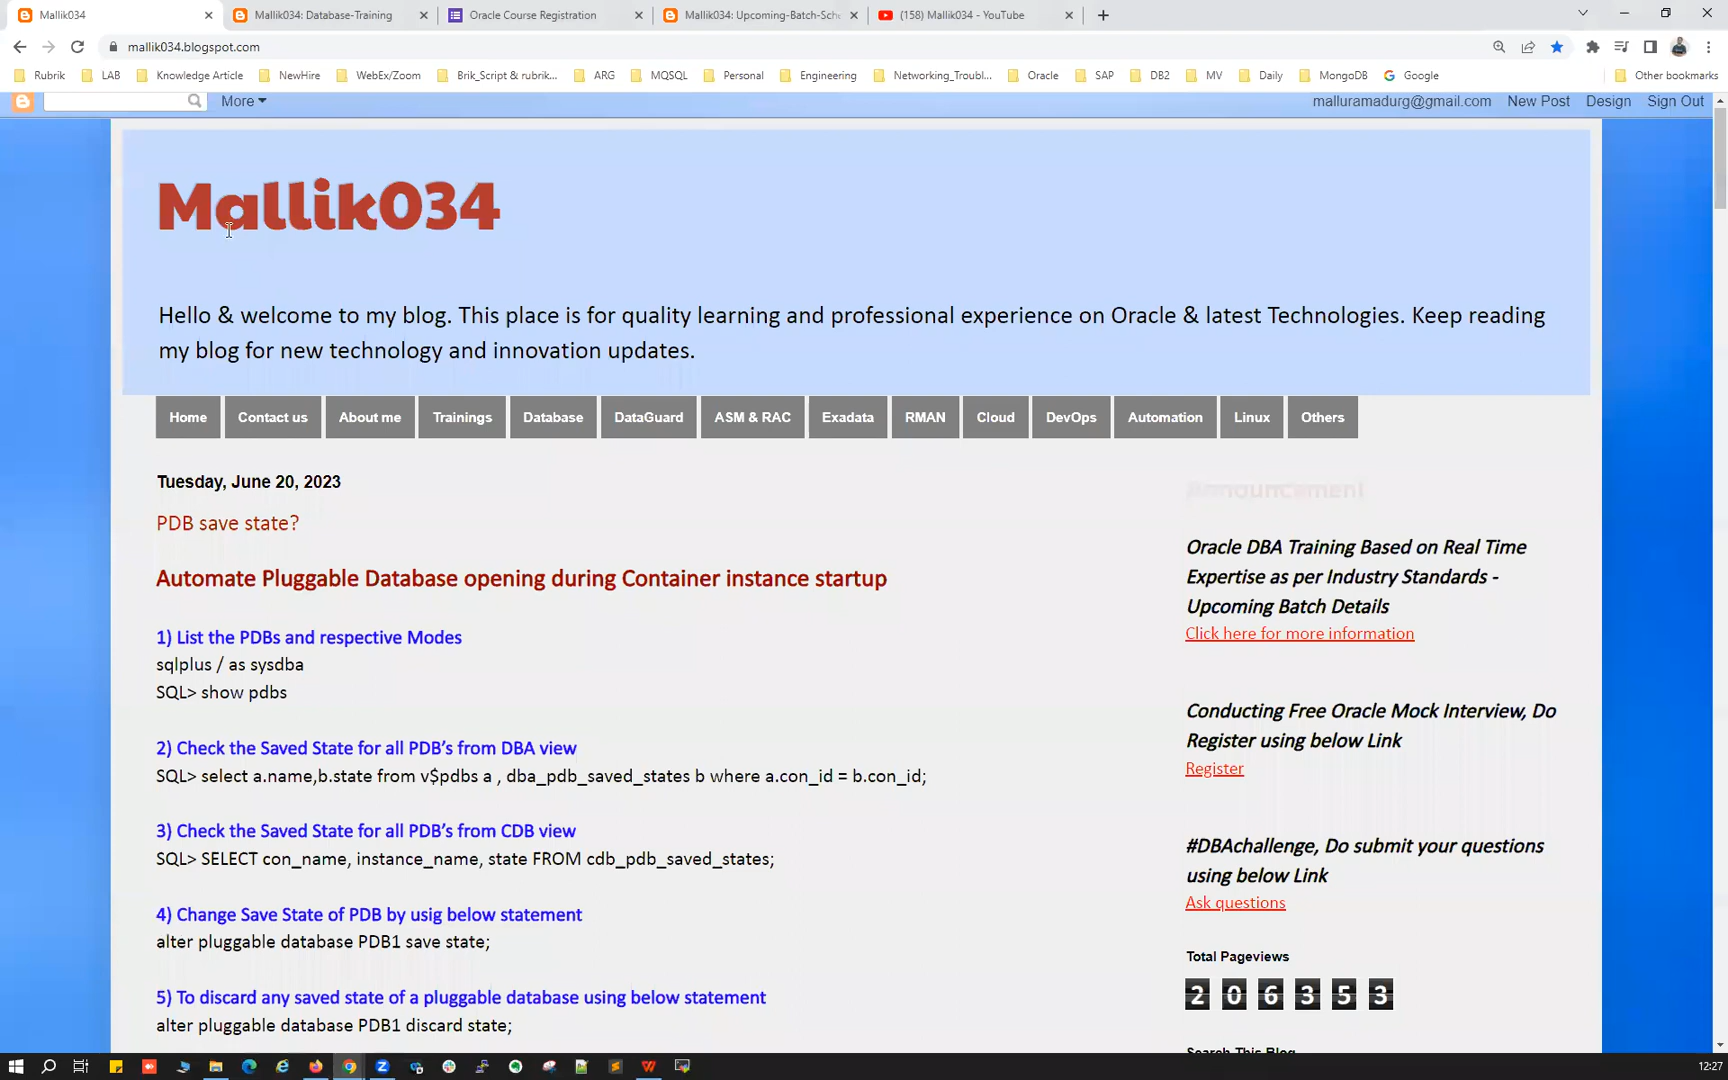 Mallik034
Mallik034: Database-Training
Oracle Course Registration
Mallik034: Upcoming-Batch-Sch
(158) Mallik034 - YouTube
mallik034.blogspot.com
Rubrik
LAB
Knowledge Article
NewHire
WebEx/Zoom
Brik_Script & rubrik...
ARG
MQSQL
Personal
Engineering
Networking_Troubl...
Oracle
SAP
DB2
MV
Daily
MongoDB
Google
Other bookmarks
More
malluramadurg@gmail.com
New Post
Design
Sign Out
Mallik034
Hello & welcome to my blog. This place is for quality learning and professional experience on Oracle & latest Technologies. Keep reading
my blog for new technology and innovation updates.
Home
Contact us
About me
Trainings
Database
DataGuard
ASM & RAC
Exadata
RMAN
Cloud
DevOps
Automation
Linux
Others
Tuesday, June 20, 2023
PDB save state?
Automate Pluggable Database opening during Container instance startup
1) List the PDBs and respective Modes
sqlplus / as sysdba
SQL> show pdbs
2) Check the Saved State for all PDB's from DBA view
SQL> select a.name,b.state from v$pdbs a , dba_pdb_saved_states b where a.con_id = b.con_id;
3) Check the Saved State for all PDB's from CDB view
SQL> SELECT con_name, instance_name, state FROM cdb_pdb_saved_states;
4) Change Save State of PDB by usig below statement
alter pluggable database PDB1 save state;
5) To discard any saved state of a pluggable database using below statement
alter pluggable database PDB1 discard state;
Announcement
Oracle DBA Training Based on Real Time
Expertise as per Industry Standards -
Upcoming Batch Details
Click here for more information
Conducting Free Oracle Mock Interview, Do
Register using below Link
Register
#DBAchallenge, Do submit your questions
using below Link
Ask questions
Total Pageviews
2 0 6 3 5 3
Search This Blog
12:27